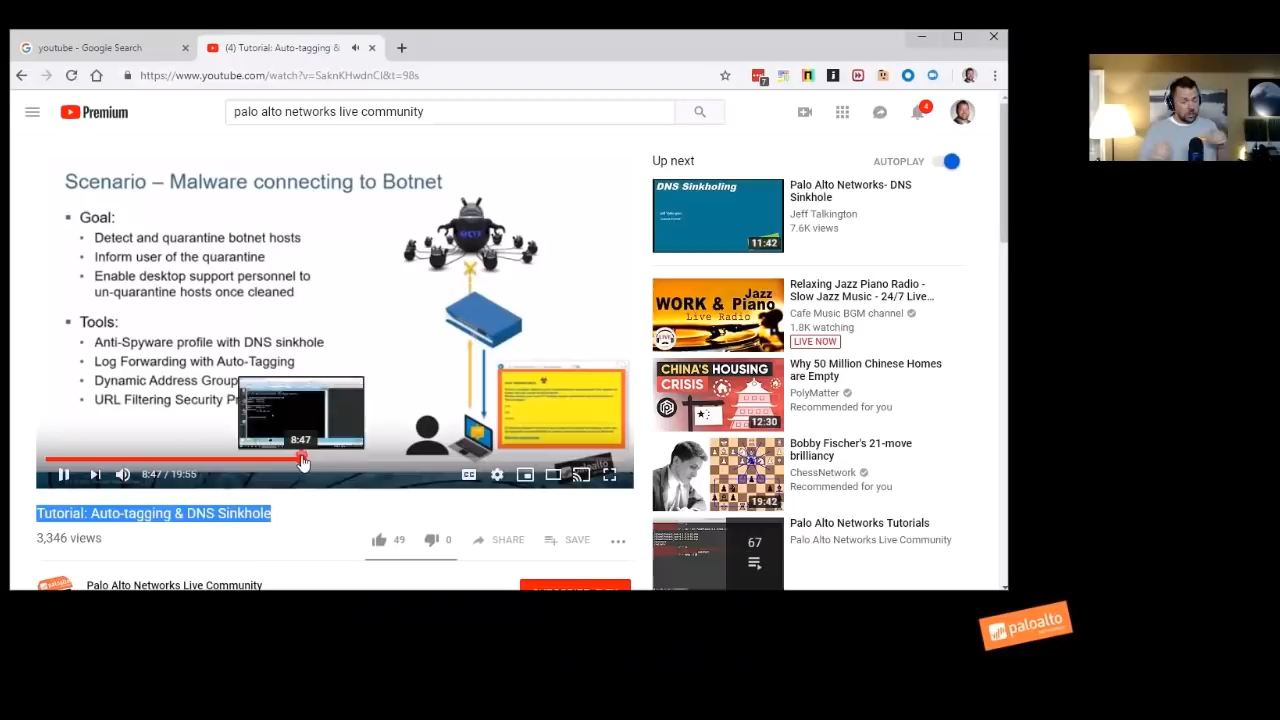 youtube - Google Search
(4) Tutorial: Auto-tagging &
https://www.youtube.com/watch?v=SaknKHwdnCI&t=98s
7
Premium
palo alto networks live community
4
Scenario – Malware connecting to Botnet
Goal:
Detect and quarantine botnet hosts
Inform user of the quarantine
Enable desktop support personnel to
un-quarantine hosts once cleaned
Tools:
Anti-Spyware profile with DNS sinkhole
Log Forwarding with Auto-Tagging
Dynamic Address Group
URL Filtering Security Pr
8:47
8:47 / 19:55
CC
paloalto
Tutorial: Auto-tagging & DNS Sinkhole
3,346 views
49
0
SHARE
SAVE
Palo Alto Networks Live Community
Up next
AUTOPLAY
DNS Sinkholing
Jeff Talkington
11:42
Palo Alto Networks- DNS
Sinkhole
Jeff Talkington
7.6K views
Jazz
WORK & Piano
Live Radio
LIVE
Relaxing Jazz Piano Radio -
Slow Jazz Music - 24/7 Live...
Cafe Music BGM channel
1.8K watching
LIVE NOW
CHINA'S HOUSING
CRISIS
12:30
Why 50 Million Chinese Homes
are Empty
PolyMatter
Recommended for you
19:42
Bobby Fischer's 21-move
brilliancy
ChessNetwork
Recommended for you
67
Palo Alto Networks Tutorials
Palo Alto Networks Live Community
paloalto